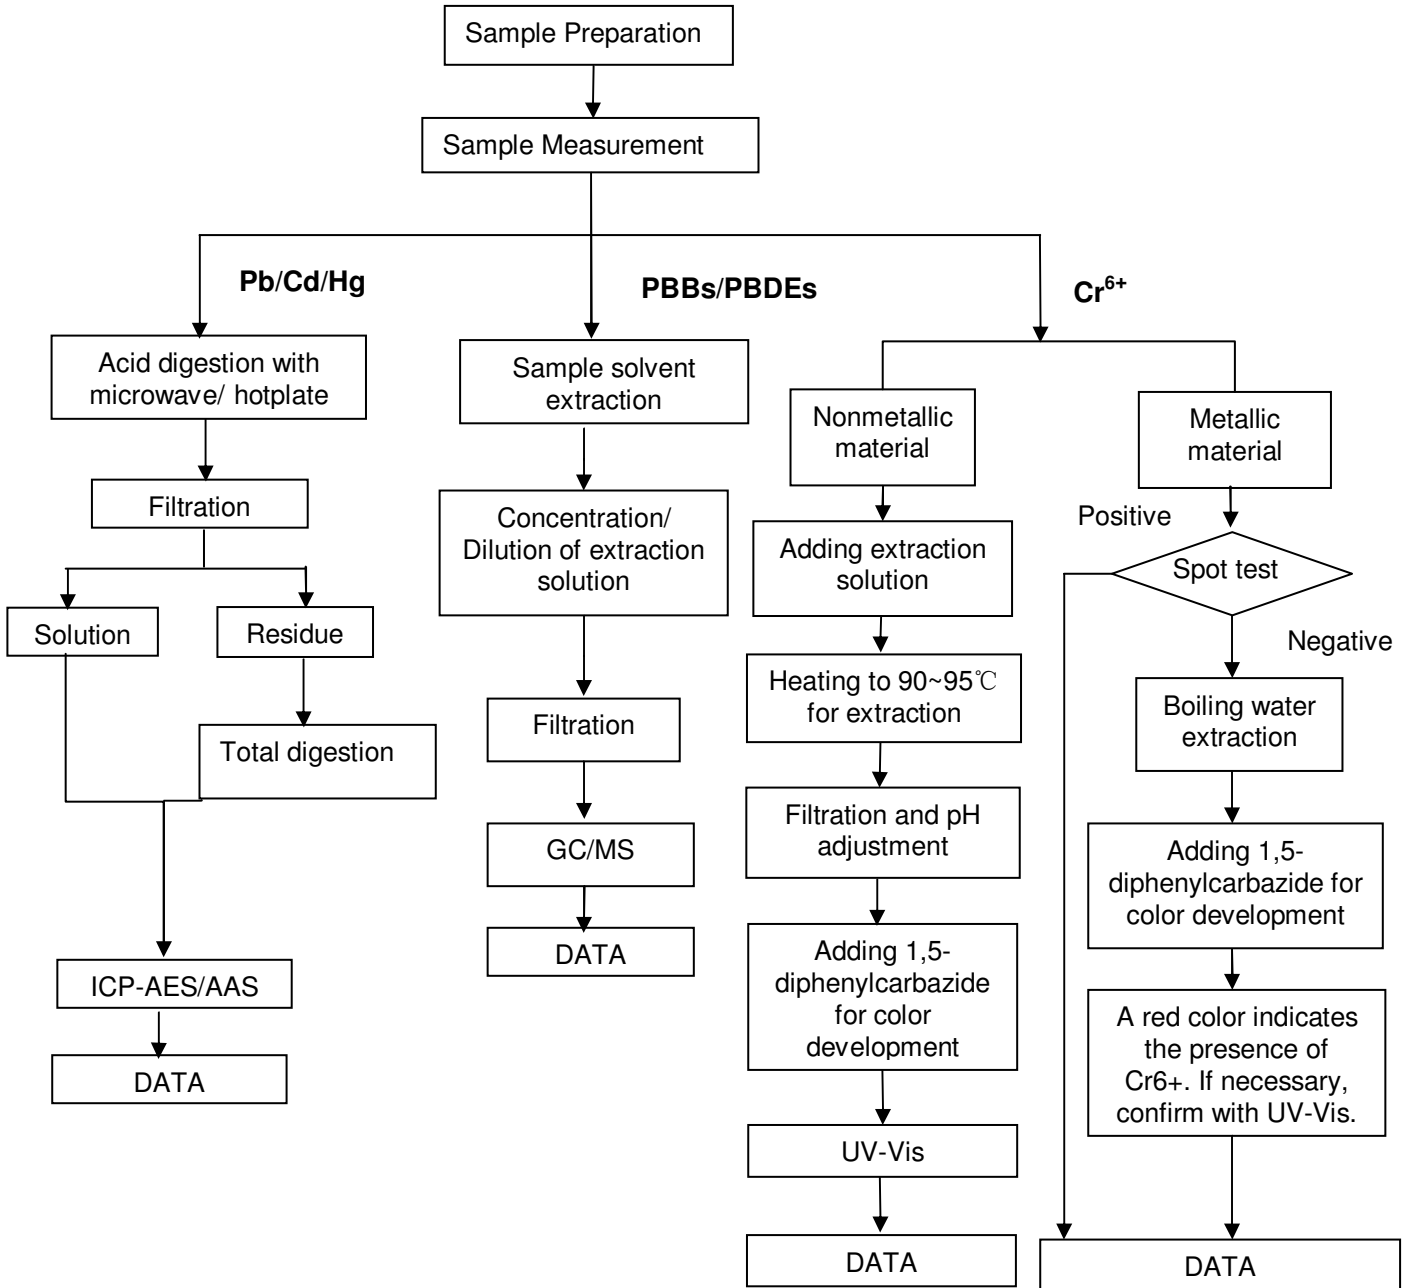 Sample Preparation
Sample Measurement
Pb/Cd/Hg
Acid digestion with
microwave/ hotplate
Filtration
Solution
Residue
Total digestion
ICP-AES/AAS
DATA
PBBs/PBDEs
Sample solvent
extraction
Concentration/
Dilution of extraction
solution
Filtration
GC/MS
DATA
Cr⁶⁺
Nonmetallic
material
Adding extraction
solution
Heating to 90~95℃
for extraction
Filtration and pH
adjustment
Adding 1,5-
diphenylcarbazide
for color
development
UV-Vis
DATA
Metallic
material
Positive
Spot test
Negative
Boiling water
extraction
Adding 1,5-
diphenylcarbazide for
color development
A red color indicates
the presence of
Cr6+. If necessary,
confirm with UV-Vis.
DATA